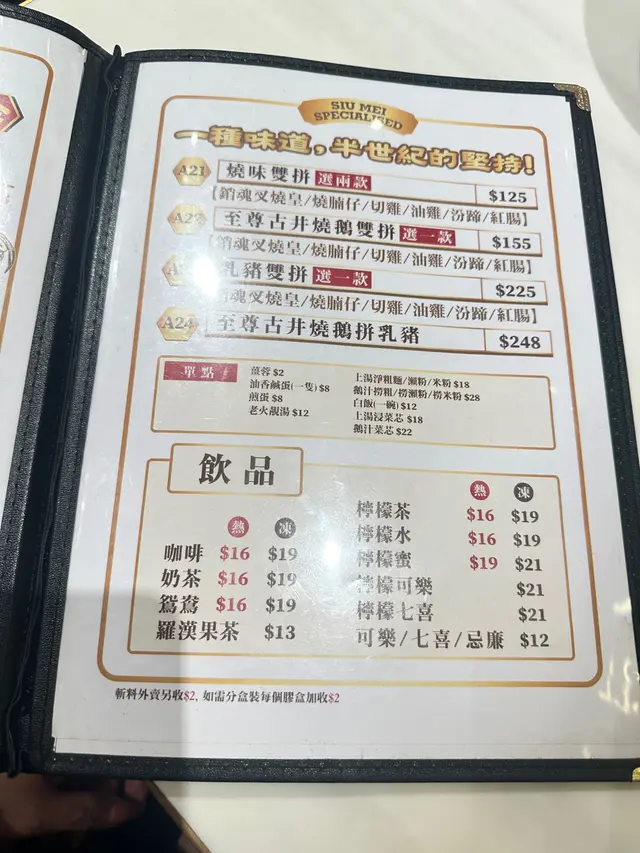 SIU MEI
SPECIALISED
一種味道，半世紀的堅持！
A21 燒味雙拼 選兩款 $125
【銷魂叉燒皇/燒腩仔/切雞/油雞/汾蹄/紅腸】
A22 至尊古井燒鵝雙拼 選一款 $155
【銷魂叉燒皇/燒腩仔/切雞/油雞/汾蹄/紅腸】
乳豬雙拼 選一款 $225
銷魂叉燒皇/燒腩仔/切雞/油雞/汾蹄/紅腸】
A24 至尊古井燒鵝拼乳豬 $248
單點
薑蓉 $2
油香鹹蛋(一隻) $8
煎蛋 $8
老火靚湯 $12
上湯淨粗麵/瀨粉/米粉 $18
鵝汁撈粗/撈瀨粉/撈米粉 $28
白飯(一碗) $12
上湯浸菜芯 $18
鵝汁菜芯 $22
飲品
熱 凍
咖啡 $16 $19
奶茶 $16 $19
鴛鴦 $16 $19
羅漢果茶 $13
熱 凍
檸檬茶 $16 $19
檸檬水 $16 $19
檸檬蜜 $19 $21
檸檬可樂 $21
檸檬七喜 $21
可樂/七喜/忌廉 $12
斬料外賣另收$2, 如需分盒裝每個膠盒加收$2